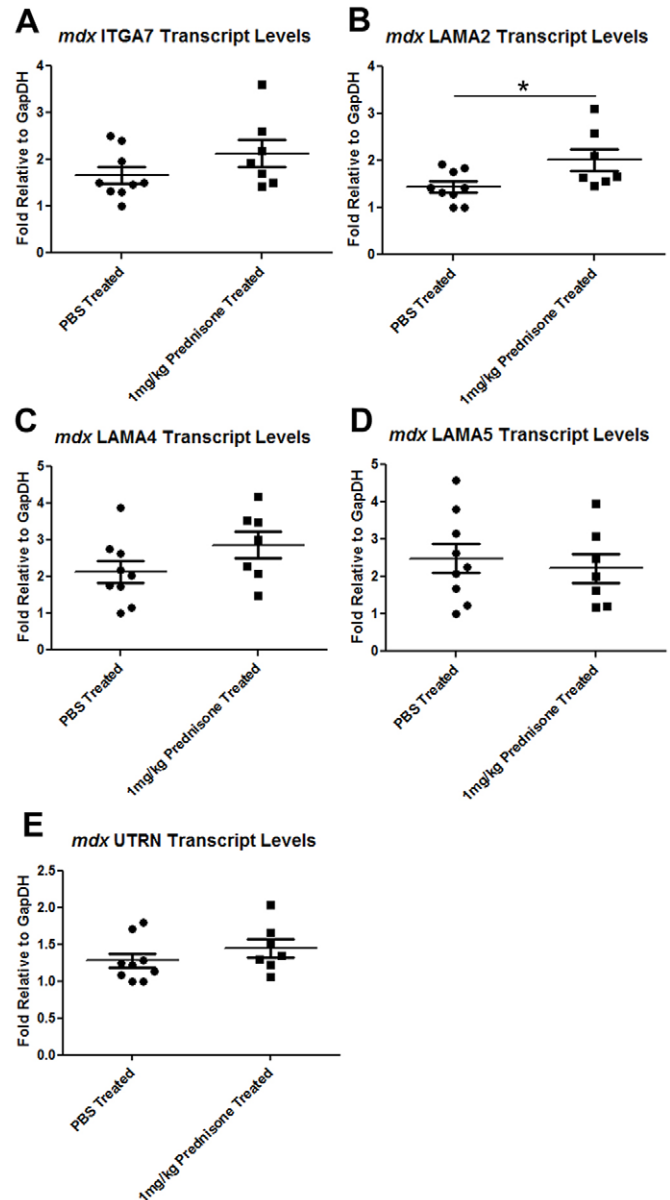 A
mdx ITGA7 Transcript Levels
Fold Relative to GapDH
5
4
3
2
1
0
PBS Treated
1mg/kg Prednisone Treated
B
mdx LAMA2 Transcript Levels
Fold Relative to GapDH
4
3
2
1
0
*
PBS Treated
1mg/kg Prednisone Treated
C
mdx LAMA4 Transcript Levels
Fold Relative to GapDH
5
4
3
2
1
0
PBS Treated
1mg/kg Prednisone Treated
D
mdx LAMA5 Transcript Levels
Fold Relative to GapDH
5
4
3
2
1
0
PBS Treated
1mg/kg Prednisone Treated
E
mdx UTRN Transcript Levels
Fold Relative to GapDH
2.5
2.0
1.5
1.0
0.5
0.0
PBS Treated
1mg/kg Prednisone Treated